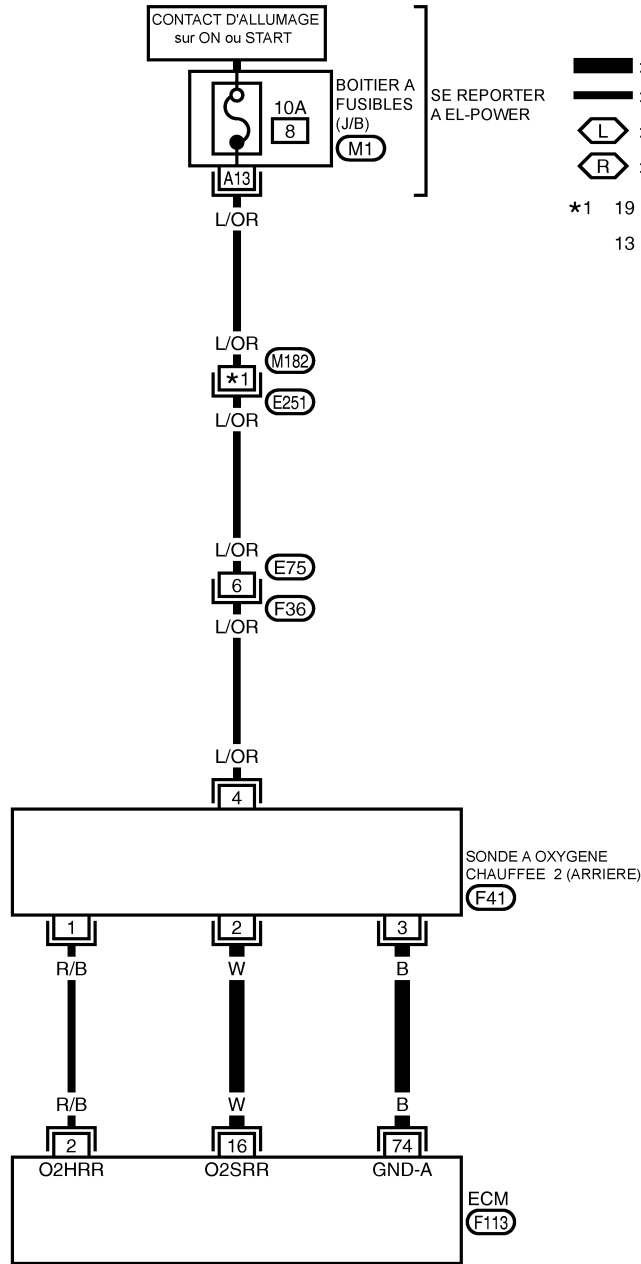 CONTACT D'ALLUMAGE
sur ON ou START
BOITIER A
FUSIBLES
(J/B)
M1
10A
8
SE REPORTER
A EL-POWER
A13
L/OR
L :
R :
*1 19
13
L/OR
M182
*1
E251
L/OR
L/OR
E75
6
F36
L/OR
L/OR
4
SONDE A OXYGENE
CHAUFFEE 2 (ARRIERE)
F41
1 2 3
R/B W B
R/B W B
2 16 74
O2HRR O2SRR GND-A
ECM
F113